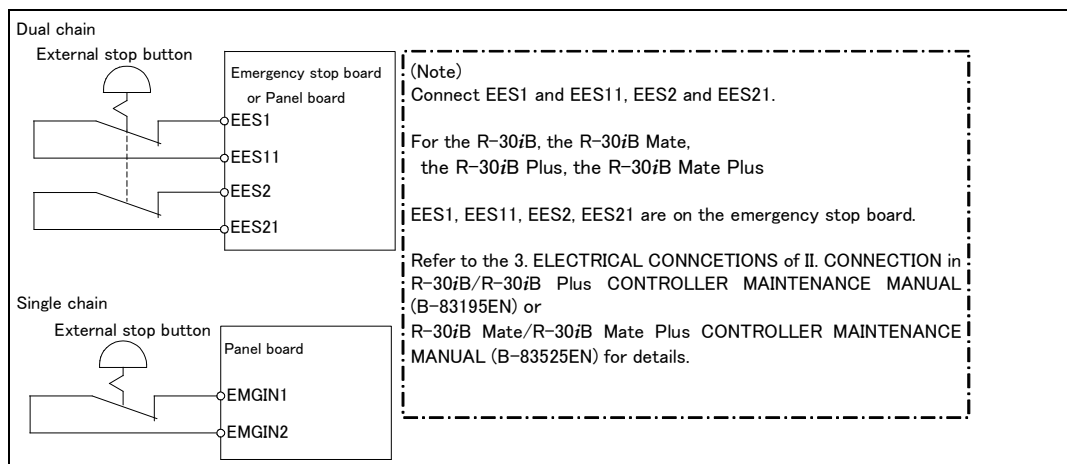 Dual chain
External stop button
Emergency stop board
or Panel board
EES1
EES11
EES2
EES21
Single chain
External stop button
Panel board
EMGIN1
EMGIN2
(Note)
Connect EES1 and EES11, EES2 and EES21.
For the R-30iB, the R-30iB Mate,
the R-30iB Plus, the R-30iB Mate Plus
EES1, EES11, EES2, EES21 are on the emergency stop board.
Refer to the 3. ELECTRICAL CONNCETIONS of II. CONNECTION in
R-30iB/R-30iB Plus CONTROLLER MAINTENANCE MANUAL
(B-83195EN) or
R-30iB Mate/R-30iB Mate Plus CONTROLLER MAINTENANCE
MANUAL (B-83525EN) for details.